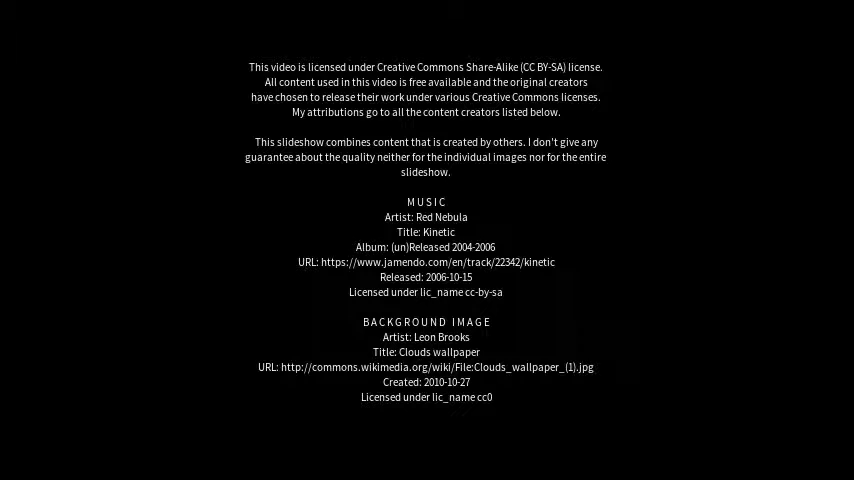 This video is licensed under Creative Commons Share-Alike (CC BY-SA) license.
All content used in this video is free available and the original creators
have chosen to release their work under various Creative Commons licenses.
My attributions go to all the content creators listed below.
This slideshow combines content that is created by others. I don't give any
guarantee about the quality neither for the individual images nor for the entire
slideshow.
MUSIC
Artist: Red Nebula
Title: Kinetic
Album: (un)Released 2004-2006
URL: https://www.jamendo.com/en/track/22342/kinetic
Released: 2006-10-15
Licensed under lic_name cc-by-sa
BACKGROUND IMAGE
Artist: Leon Brooks
Title: Clouds wallpaper
URL: http://commons.wikimedia.org/wiki/File:Clouds_wallpaper_(1).jpg
Created: 2010-10-27
Licensed under lic_name cc0